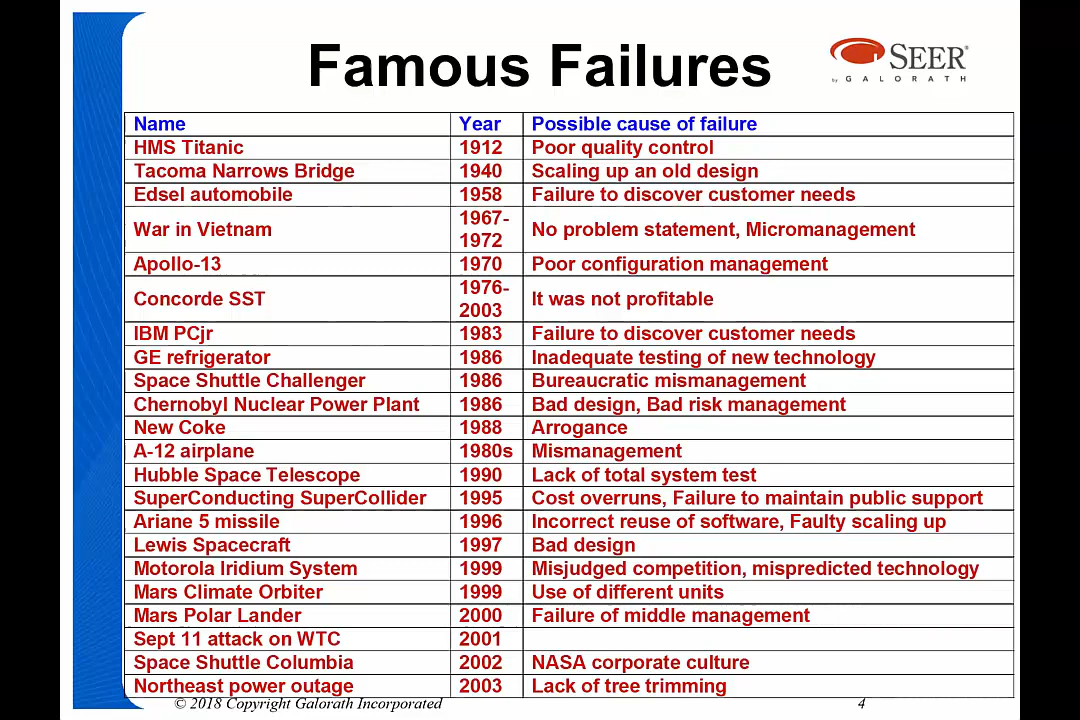 Famous Failures
SEER®
by GALORATH
Name Year Possible cause of failure
HMS Titanic 1912 Poor quality control
Tacoma Narrows Bridge 1940 Scaling up an old design
Edsel automobile 1958 Failure to discover customer needs
War in Vietnam 1967-
1972 No problem statement, Micromanagement
Apollo-13 1970 Poor configuration management
Concorde SST 1976-
2003 It was not profitable
IBM PCjr 1983 Failure to discover customer needs
GE refrigerator 1986 Inadequate testing of new technology
Space Shuttle Challenger 1986 Bureaucratic mismanagement
Chernobyl Nuclear Power Plant 1986 Bad design, Bad risk management
New Coke 1988 Arrogance
A-12 airplane 1980s Mismanagement
Hubble Space Telescope 1990 Lack of total system test
SuperConducting SuperCollider 1995 Cost overruns, Failure to maintain public support
Ariane 5 missile 1996 Incorrect reuse of software, Faulty scaling up
Lewis Spacecraft 1997 Bad design
Motorola Iridium System 1999 Misjudged competition, mispredicted technology
Mars Climate Orbiter 1999 Use of different units
Mars Polar Lander 2000 Failure of middle management
Sept 11 attack on WTC 2001
Space Shuttle Columbia 2002 NASA corporate culture
Northeast power outage 2003 Lack of tree trimming
© 2018 Copyright Galorath Incorporated 4